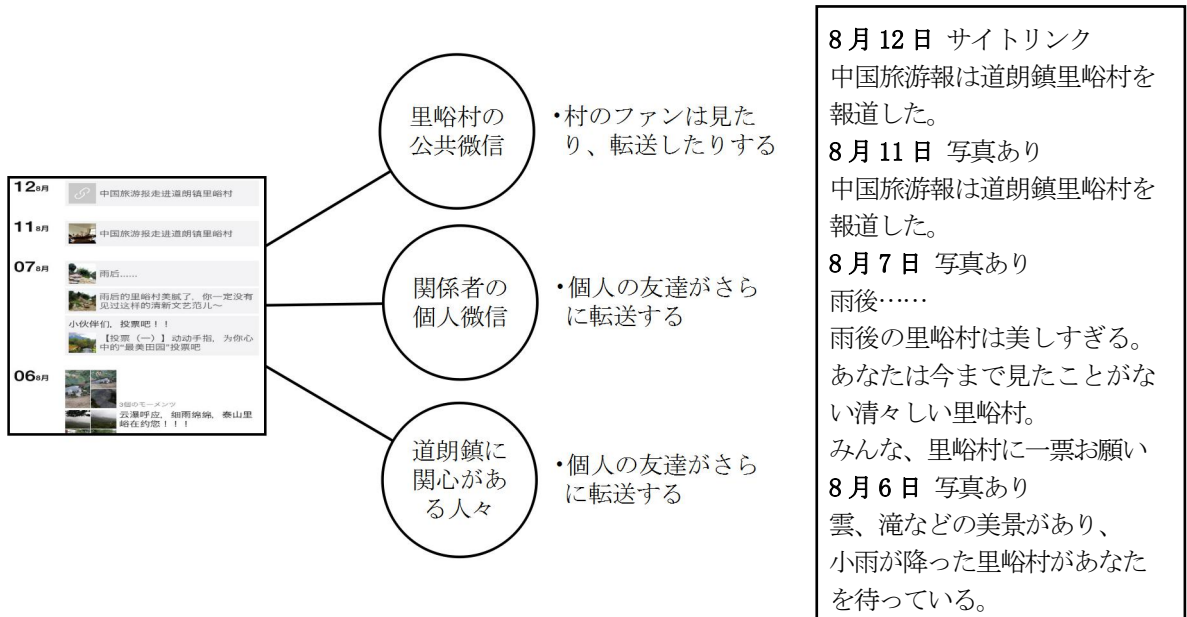 12 8月
中国旅游报走进道朗镇里峪村
11 8月
中国旅游报走进道朗镇里峪村
07 8月
雨后……
雨后的里峪村美腻了，你一定没有
见过这样的清新文艺范儿～
小伙伴们，投票吧！！
【投票（一）】动动手指，为你心
中的“最美田园”投票吧
06 8月
3個のモーメンツ
云瀑呼应，细雨绵绵，泰山里
峪在约您！！！
里峪村の
公共微信
・村のファンは見た
り、転送したりする
関係者の
個人微信
・個人の友達がさら
に転送する
道朗鎮に
関心があ
る人々
・個人の友達がさら
に転送する
8月12日 サイトリンク
中国旅游報は道朗鎮里峪村を
報道した。
8月11日 写真あり
中国旅游報は道朗鎮里峪村を
報道した。
8月7日 写真あり
雨後……
雨後の里峪村は美しすぎる。
あなたは今まで見たことがな
い清々しい里峪村。
みんな、里峪村に一票お願い
8月6日 写真あり
雲、滝などの美景があり、
小雨が降った里峪村があなた
を待っている。